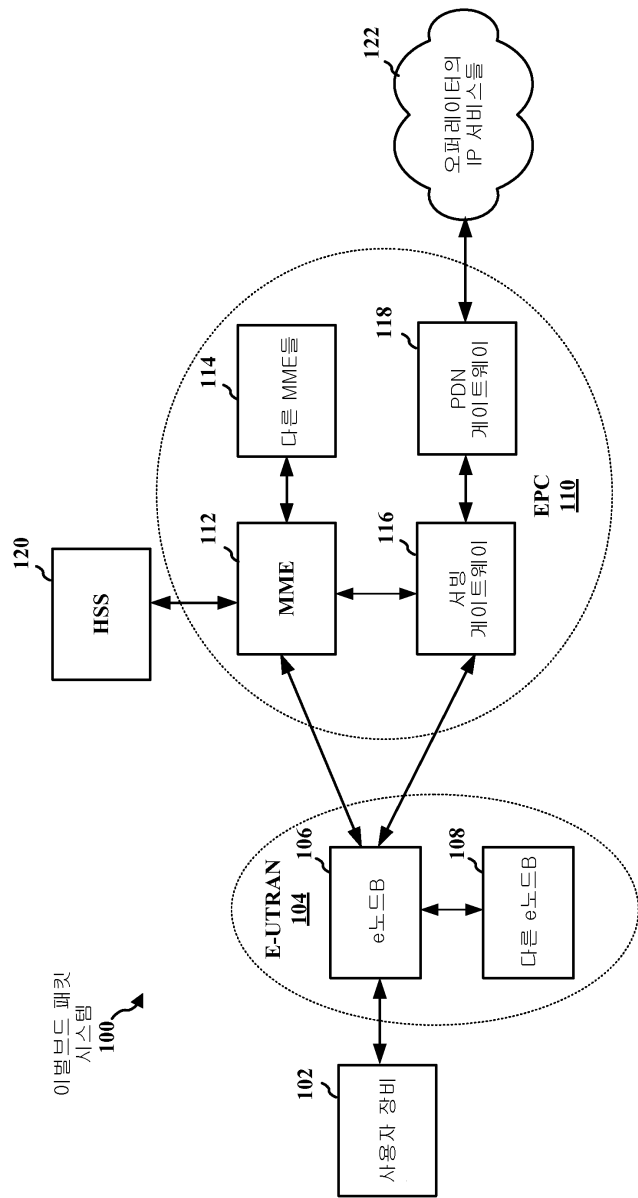 이벌브드 패킷
시스템
100
102
사용자 장비
E-UTRAN
104
106
e노드B
108
다른 e노드B
120
HSS
112
MME
114
다른 MME들
116
서빙
게이트웨이
118
PDN
게이트웨이
EPC
110
122
오퍼레이터의
IP 서비스들